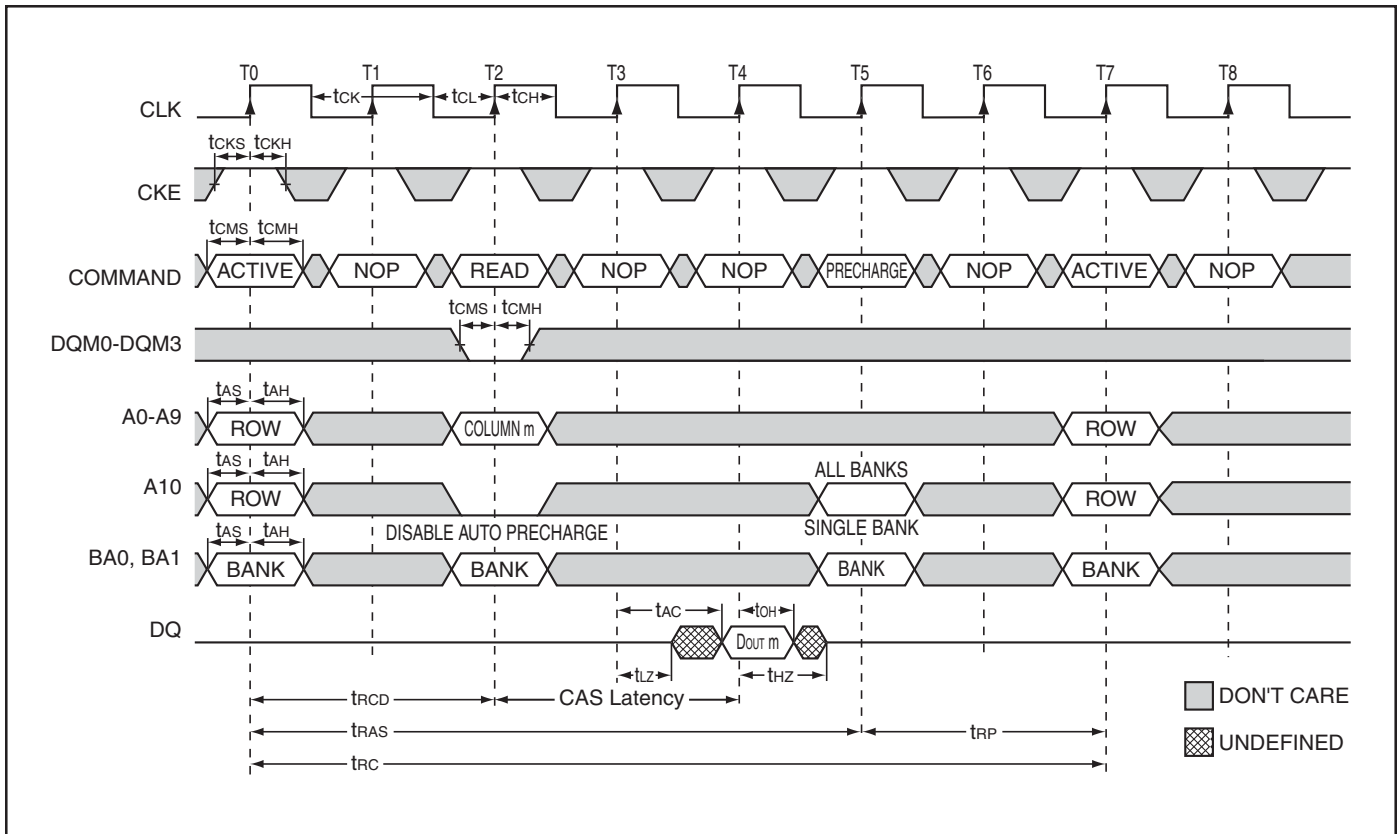 T0 T1 T2 T3 T4 T5 T6 T7 T8
CLK
tCK tCL tCH
tCKS tCKH
CKE
tCMS tCMH
COMMAND
ACTIVE NOP READ NOP NOP PRECHARGE NOP ACTIVE NOP
tCMS tCMH
DQM0-DQM3
tAS tAH
A0-A9
ROW COLUMN m ROW
tAS tAH
ALL BANKS
A10
ROW ROW
DISABLE AUTO PRECHARGE
SINGLE BANK
tAS tAH
BA0, BA1
BANK BANK BANK BANK
tAC tOH
DQ
DOUT m
tLZ tHZ
tRCD CAS Latency
DON'T CARE
tRAS tRP
UNDEFINED
tRC